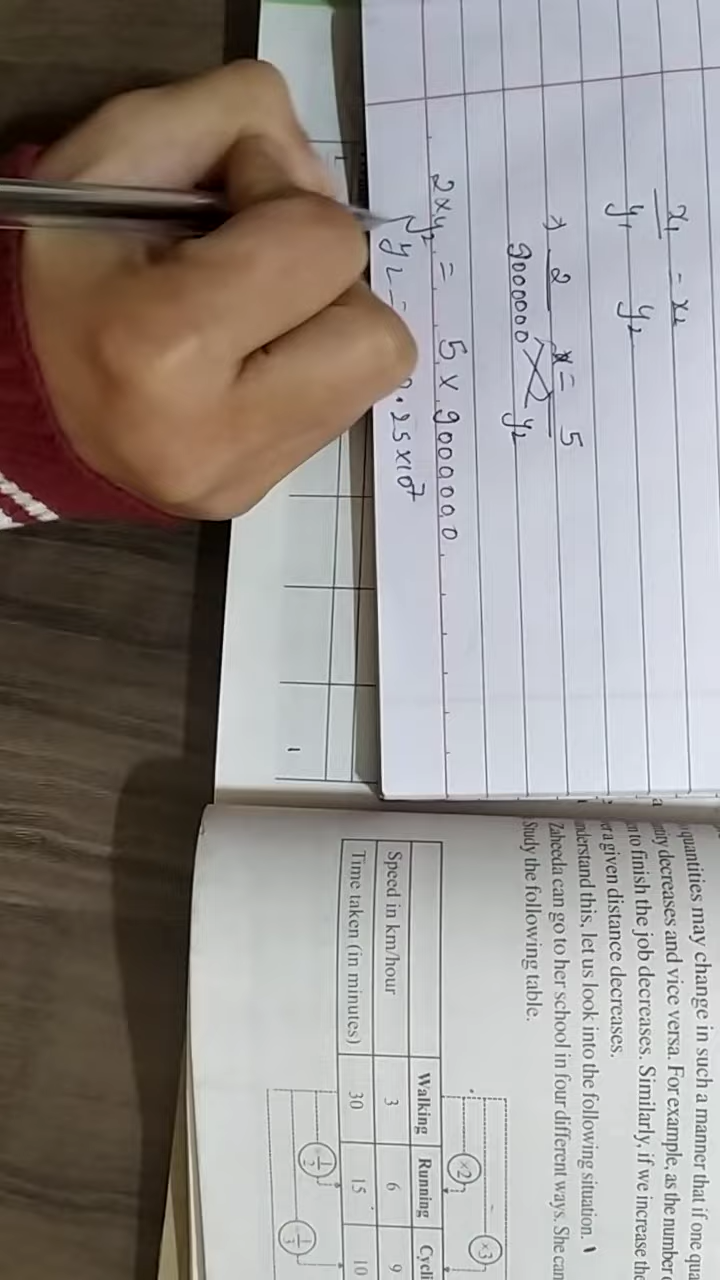 x₁ = x₂
y₁ y₂
⇒ 2 = 5
9000000 y₂
2 × y₂ = 5 × 9000000
y₂ = 2.25 × 10⁷
quantities may change in such a manner that if one qua
ntity decreases and vice versa. For example, as the number
to finish the job decreases. Similarly, if we increase th
a given distance decreases.
understand this, let us look into the following situation.
Zaheeda can go to her school in four different ways. She can
Study the following table.
Walking Running Cycli
Speed in km/hour 3 6 9
Time taken (in minutes) 30 15 10
×2
×3
1/2
1/3